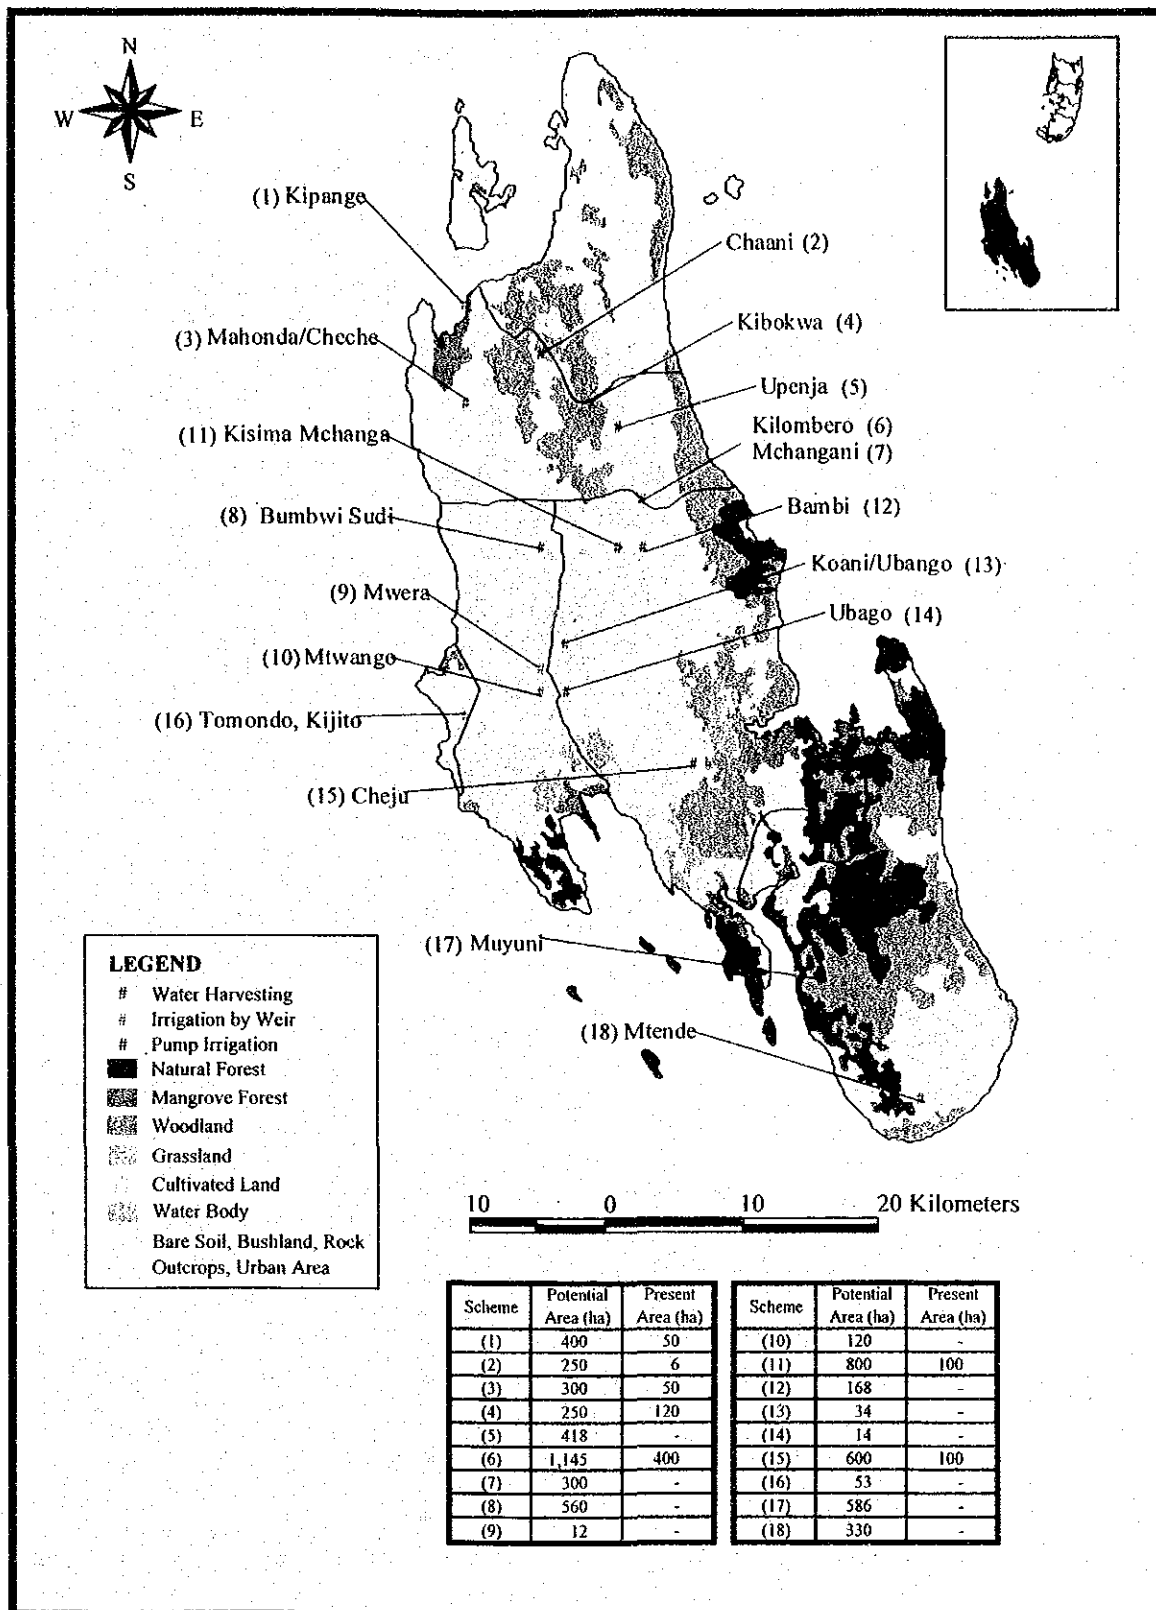 N
W E
S
(1) Kipange
Chaani (2)
(3) Mahonda/Cheche
Kibokwa (4)
Upenja (5)
(11) Kisima Mchanga
Kilombero (6)
Mchangani (7)
(8) Bumbwi Sudi
Bambi (12)
Koani/Ubango (13)
(9) Mwera
Ubago (14)
(10) Mtwango
(16) Tomondo, Kijito
(15) Cheju
(17) Muyuni
(18) Mtende
LEGEND
# Water Harvesting
# Irrigation by Weir
# Pump Irrigation
Natural Forest
Mangrove Forest
Woodland
Grassland
Cultivated Land
Water Body
Bare Soil, Bushland, Rock
Outcrops, Urban Area
10 0 10 20 Kilometers
Scheme Potential Area (ha) Present Area (ha)
(1) 400 50
(2) 250 6
(3) 300 50
(4) 250 120
(5) 418 -
(6) 1,145 400
(7) 300 -
(8) 560 -
(9) 12 -
Scheme Potential Area (ha) Present Area (ha)
(10) 120 -
(11) 800 100
(12) 168 -
(13) 34 -
(14) 14 -
(15) 600 100
(16) 53 -
(17) 586 -
(18) 330 -